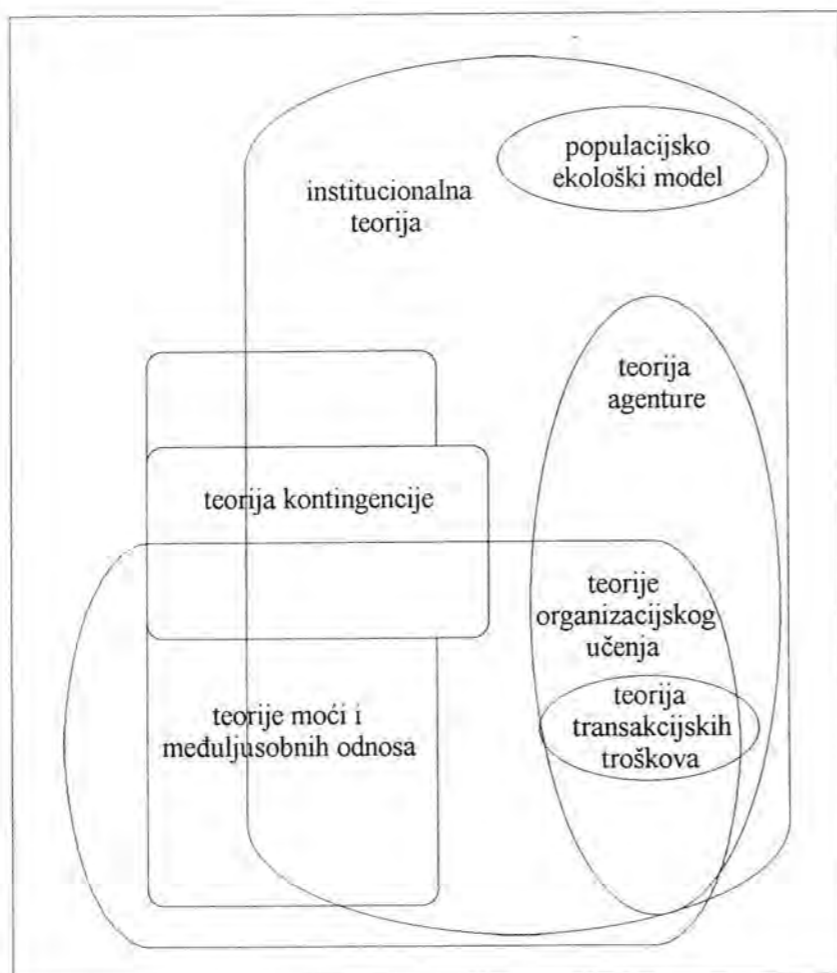 populacijsko
ekološki model
institucionalna
teorija
teorija
agenture
teorija kontingencije
teorije
organizacijskog
učenja
teorija
transakcijskih
troškova
teorije moći i
međuljusobnih odnosa